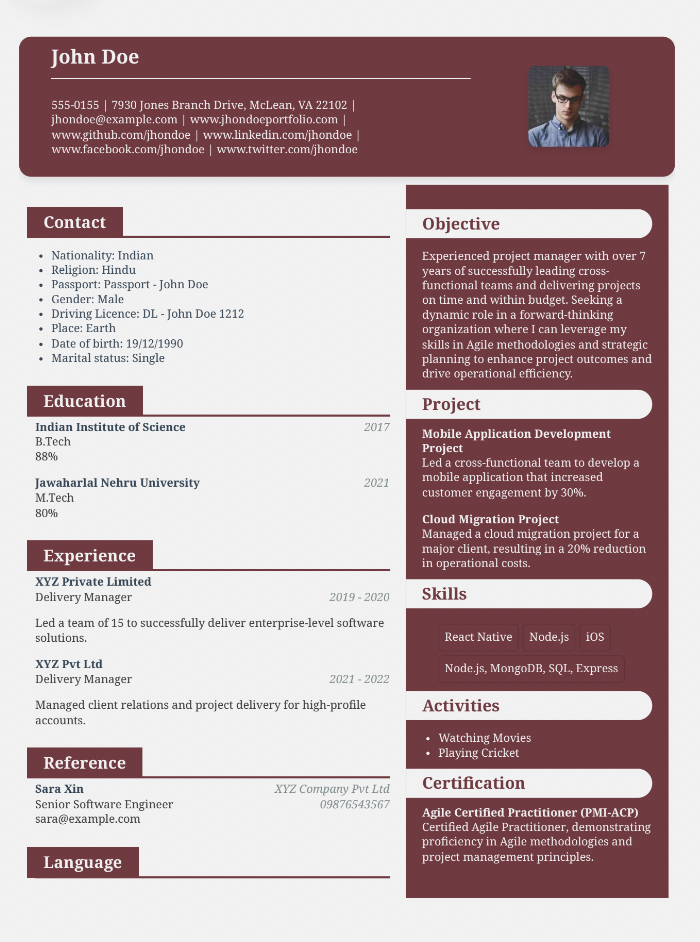 John Doe
555-0155 | 7930 Jones Branch Drive, McLean, VA 22102 |
jhondoe@example.com | www.jhondoeportfolio.com |
www.github.com/jhondoe | www.linkedin.com/jhondoe |
www.facebook.com/jhondoe | www.twitter.com/jhondoe
Contact
• Nationality: Indian
• Religion: Hindu
• Passport: Passport - John Doe
• Gender: Male
• Driving Licence: DL - John Doe 1212
• Place: Earth
• Date of birth: 19/12/1990
• Marital status: Single
Education
Indian Institute of Science 2017
B.Tech
88%
Jawaharlal Nehru University 2021
M.Tech
80%
Experience
XYZ Private Limited
Delivery Manager 2019 - 2020
Led a team of 15 to successfully deliver enterprise-level software
solutions.
XYZ Pvt Ltd
Delivery Manager 2021 - 2022
Managed client relations and project delivery for high-profile
accounts.
Reference
Sara Xin XYZ Company Pvt Ltd
Senior Software Engineer 09876543567
sara@example.com
Language
Objective
Experienced project manager with over 7
years of successfully leading cross-
functional teams and delivering projects
on time and within budget. Seeking a
dynamic role in a forward-thinking
organization where I can leverage my
skills in Agile methodologies and strategic
planning to enhance project outcomes and
drive operational efficiency.
Project
Mobile Application Development
Project
Led a cross-functional team to develop a
mobile application that increased
customer engagement by 30%.
Cloud Migration Project
Managed a cloud migration project for a
major client, resulting in a 20% reduction
in operational costs.
Skills
React Native Node.js iOS
Node.js, MongoDB, SQL, Express
Activities
• Watching Movies
• Playing Cricket
Certification
Agile Certified Practitioner (PMI-ACP)
Certified Agile Practitioner, demonstrating
proficiency in Agile methodologies and
project management principles.